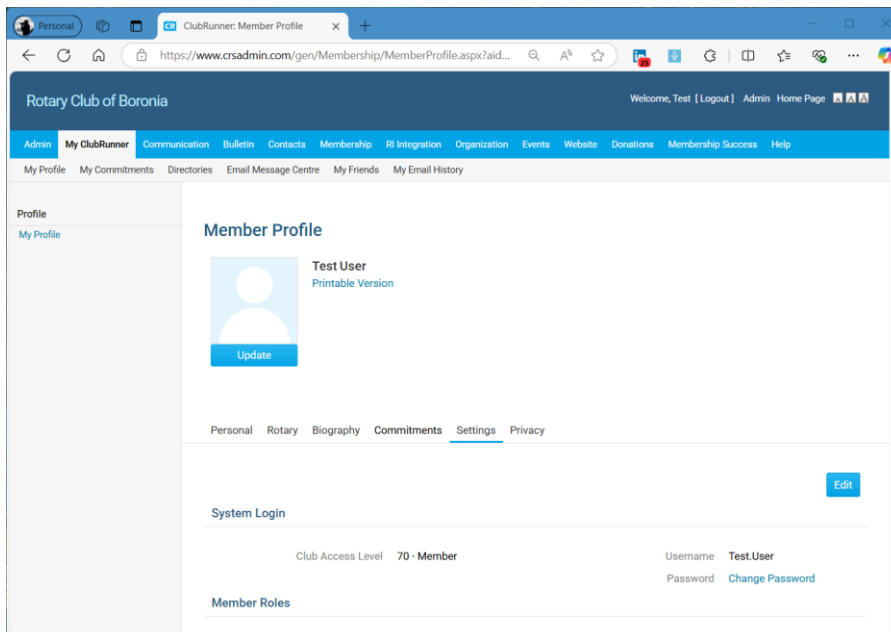 Personal
CR ClubRunner: Member Profile
https://www.crsadmin.com/gen/Membership/MemberProfile.aspx?aid...
25
Rotary Club of Boronia
Welcome, Test [ Logout ] Admin Home Page A A A
Admin My ClubRunner Communication Bulletin Contacts Membership RI Integration Organization Events Website Donations Membership Success Help
My Profile My Commitments Directories Email Message Centre My Friends My Email History
Profile
My Profile
Member Profile
Test User
Printable Version
Update
Personal Rotary Biography Commitments Settings Privacy
Edit
System Login
Club Access Level 70 - Member Username Test.User
Password Change Password
Member Roles